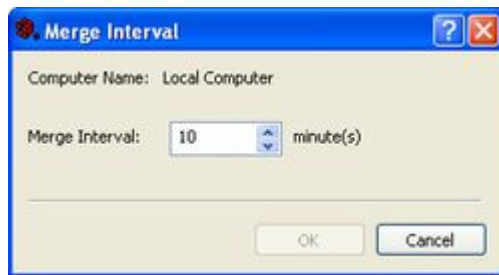 Merge Interval
Computer Name: Local Computer
Merge Interval: 10 minute(s)
OK Cancel